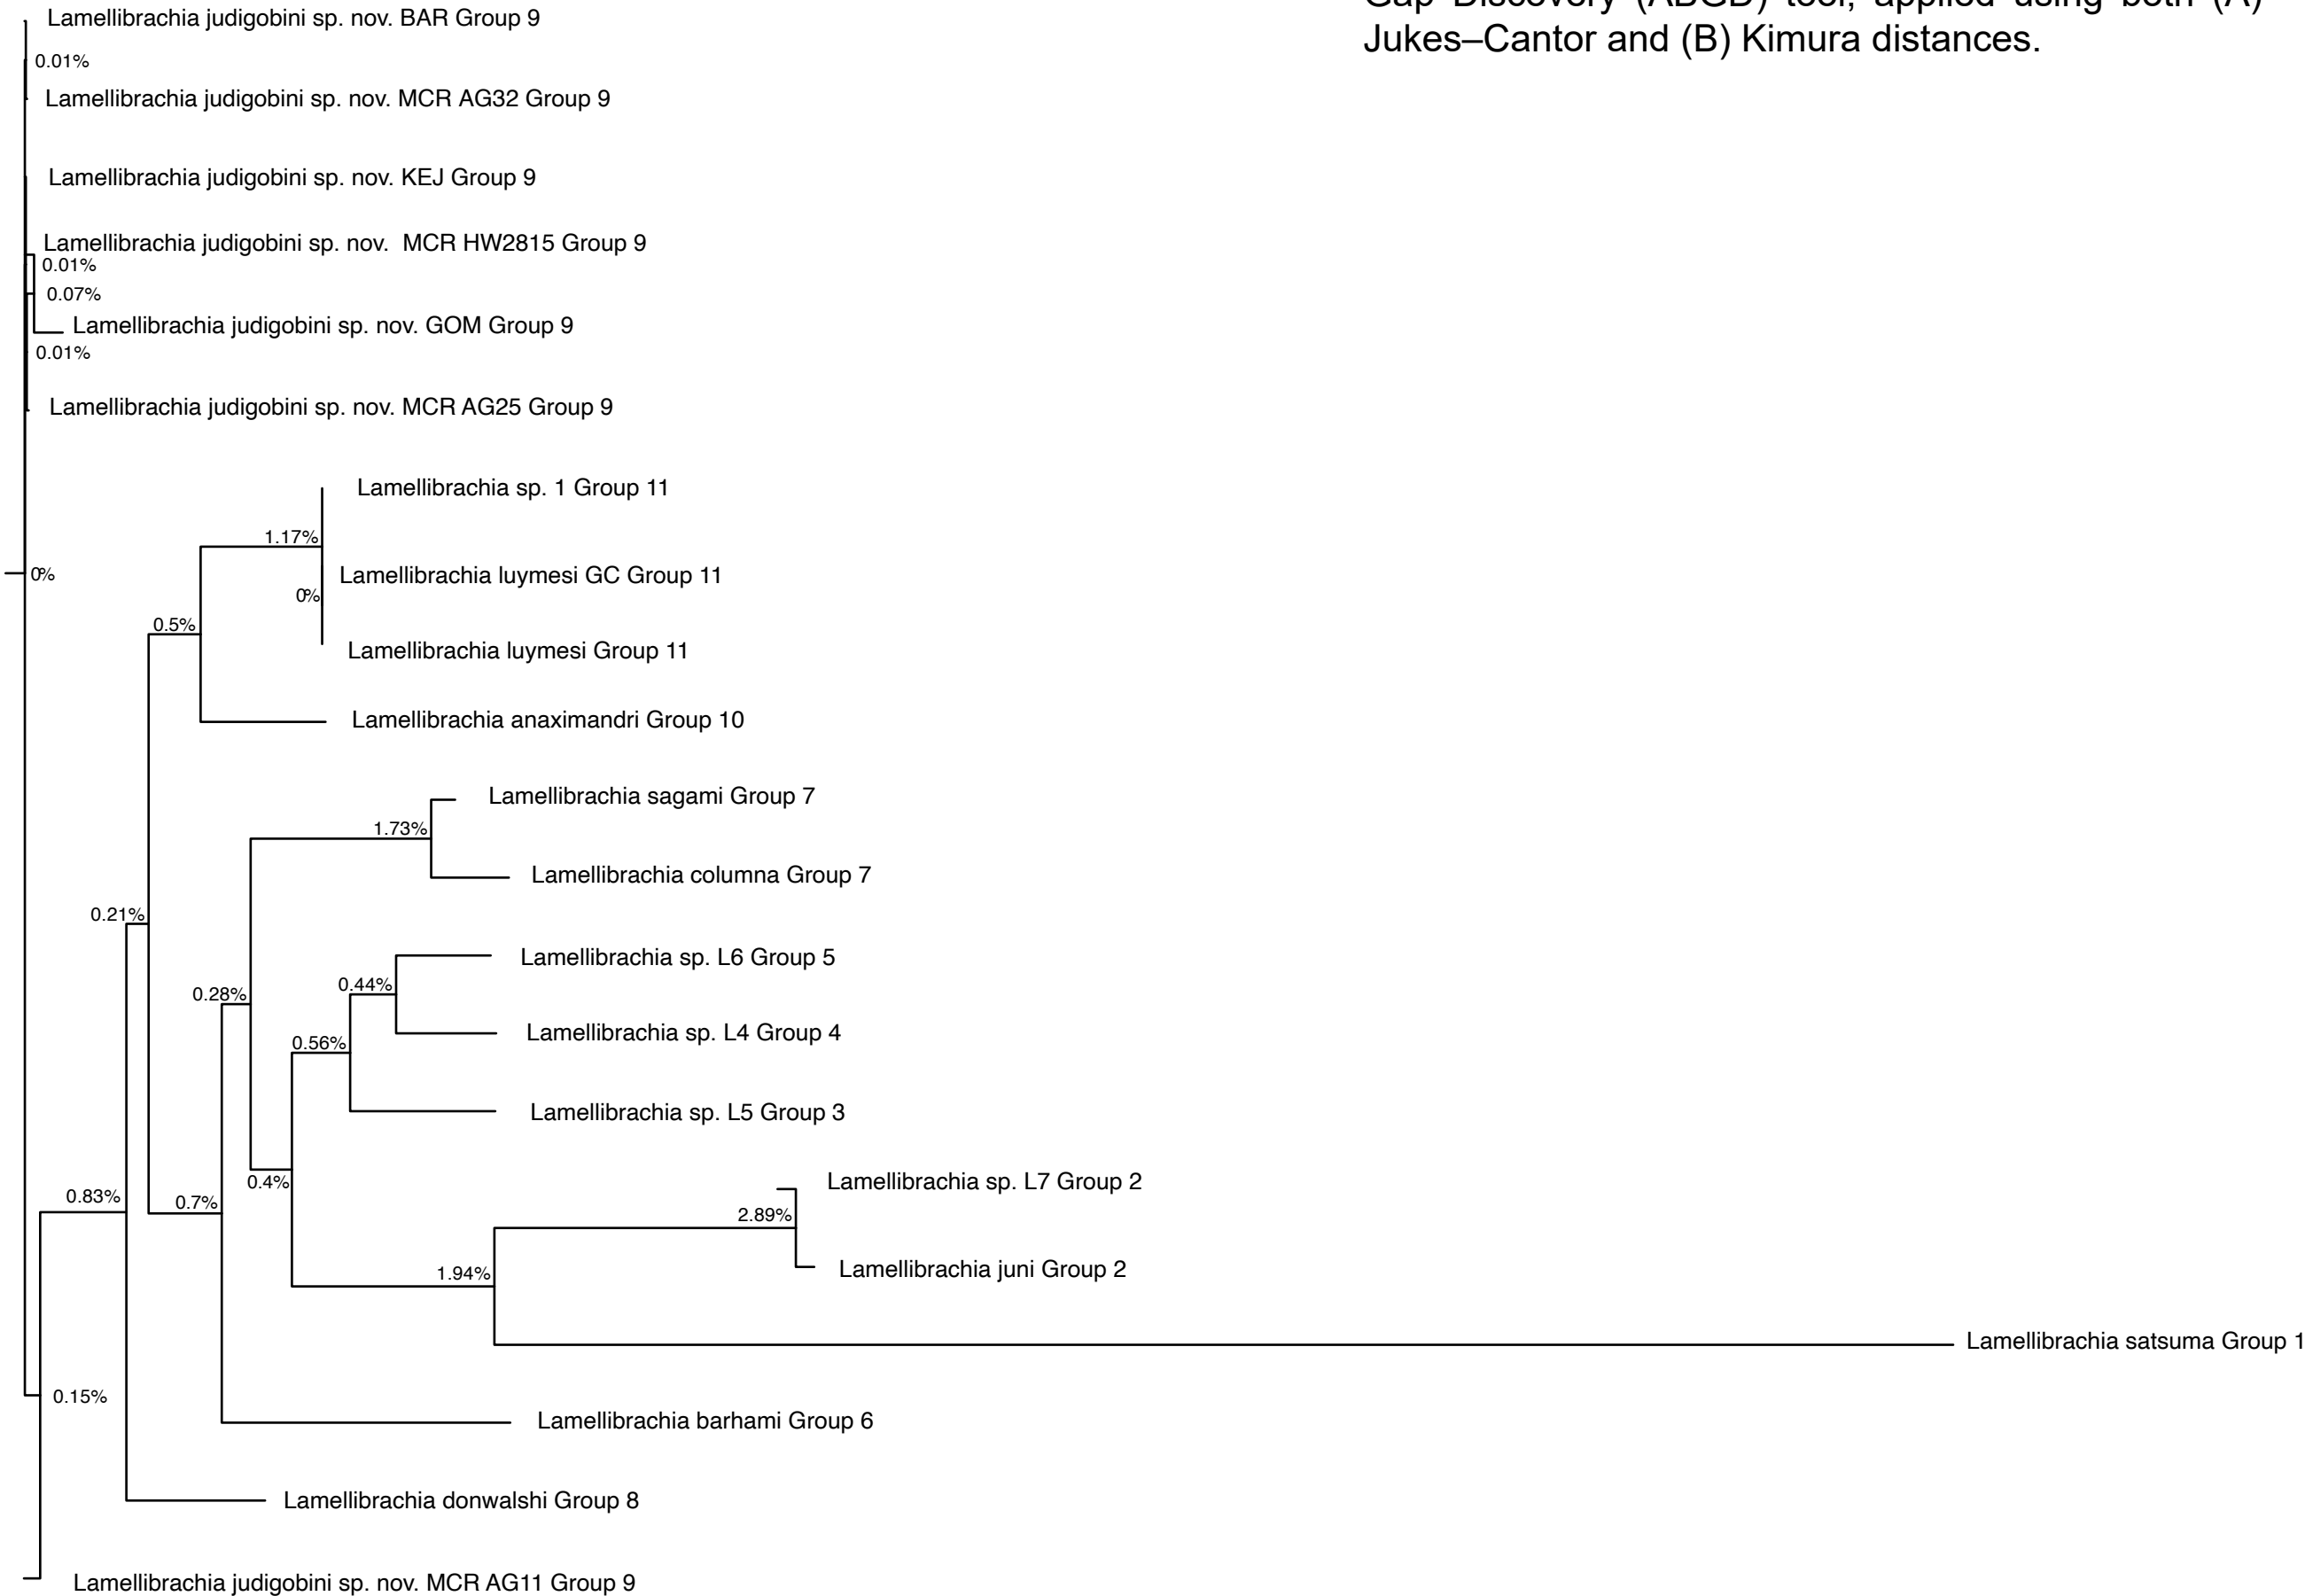 Gap Discovery (ABGD) tool, applied using both (A)
Jukes–Cantor and (B) Kimura distances.
Lamellibrachia judigobini sp. nov. BAR Group 9
0.01%
Lamellibrachia judigobini sp. nov. MCR AG32 Group 9
Lamellibrachia judigobini sp. nov. KEJ Group 9
Lamellibrachia judigobini sp. nov.  MCR HW2815 Group 9
0.01%
0.07%
Lamellibrachia judigobini sp. nov. GOM Group 9
0.01%
Lamellibrachia judigobini sp. nov. MCR AG25 Group 9
Lamellibrachia sp. 1 Group 11
1.17%
0%
Lamellibrachia luymesi GC Group 11
0%
0.5%
Lamellibrachia luymesi Group 11
Lamellibrachia anaximandri Group 10
Lamellibrachia sagami Group 7
1.73%
Lamellibrachia columna Group 7
0.21%
Lamellibrachia sp. L6 Group 5
0.44%
0.28%
Lamellibrachia sp. L4 Group 4
0.56%
Lamellibrachia sp. L5 Group 3
Lamellibrachia sp. L7 Group 2
0.4%
0.83%
0.7%
2.89%
Lamellibrachia juni Group 2
1.94%
Lamellibrachia satsuma Group 1
0.15%
Lamellibrachia barhami Group 6
Lamellibrachia donwalshi Group 8
Lamellibrachia judigobini sp. nov. MCR AG11 Group 9